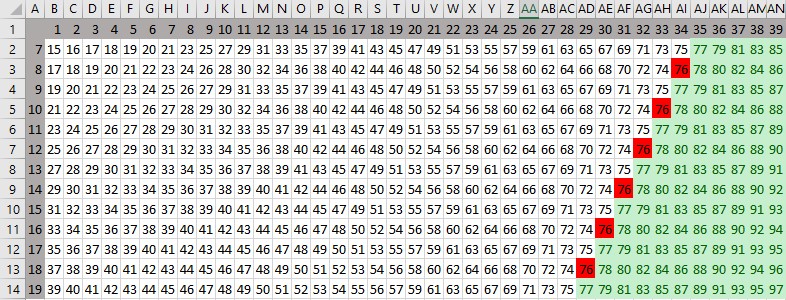 A B C D E F G H I J K L M N O P Q R S T U V W X Y Z AA AB AC AD AE AF AG AH AI AJ AK AL AM AN
1 1 2 3 4 5 6 7 8 9 10 11 12 13 14 15 16 17 18 19 20 21 22 23 24 25 26 27 28 29 30 31 32 33 34 35 36 37 38 39
2 7 15 16 17 18 19 20 21 23 25 27 29 31 33 35 37 39 41 43 45 47 49 51 53 55 57 59 61 63 65 67 69 71 73 75 77 79 81 83 85
3 8 17 18 19 20 21 22 23 24 26 28 30 32 34 36 38 40 42 44 46 48 50 52 54 56 58 60 62 64 66 68 70 72 74 76 78 80 82 84 86
4 9 19 20 21 22 23 24 25 26 27 29 31 33 35 37 39 41 43 45 47 49 51 53 55 57 59 61 63 65 67 69 71 73 75 77 79 81 83 85 87
5 10 21 22 23 24 25 26 27 28 29 30 32 34 36 38 40 42 44 46 48 50 52 54 56 58 60 62 64 66 68 70 72 74 76 78 80 82 84 86 88
6 11 23 24 25 26 27 28 29 30 31 32 33 35 37 39 41 43 45 47 49 51 53 55 57 59 61 63 65 67 69 71 73 75 77 79 81 83 85 87 89
7 12 25 26 27 28 29 30 31 32 33 34 35 36 38 40 42 44 46 48 50 52 54 56 58 60 62 64 66 68 70 72 74 76 78 80 82 84 86 88 90
8 13 27 28 29 30 31 32 33 34 35 36 37 38 39 41 43 45 47 49 51 53 55 57 59 61 63 65 67 69 71 73 75 77 79 81 83 85 87 89 91
9 14 29 30 31 32 33 34 35 36 37 38 39 40 41 42 44 46 48 50 52 54 56 58 60 62 64 66 68 70 72 74 76 78 80 82 84 86 88 90 92
10 15 31 32 33 34 35 36 37 38 39 40 41 42 43 44 45 47 49 51 53 55 57 59 61 63 65 67 69 71 73 75 77 79 81 83 85 87 89 91 93
11 16 33 34 35 36 37 38 39 40 41 42 43 44 45 46 47 48 50 52 54 56 58 60 62 64 66 68 70 72 74 76 78 80 82 84 86 88 90 92 94
12 17 35 36 37 38 39 40 41 42 43 44 45 46 47 48 49 50 51 53 55 57 59 61 63 65 67 69 71 73 75 77 79 81 83 85 87 89 91 93 95
13 18 37 38 39 40 41 42 43 44 45 46 47 48 49 50 51 52 53 54 56 58 60 62 64 66 68 70 72 74 76 78 80 82 84 86 88 90 92 94 96
14 19 39 40 41 42 43 44 45 46 47 48 49 50 51 52 53 54 55 56 57 59 61 63 65 67 69 71 73 75 77 79 81 83 85 87 89 91 93 95 97